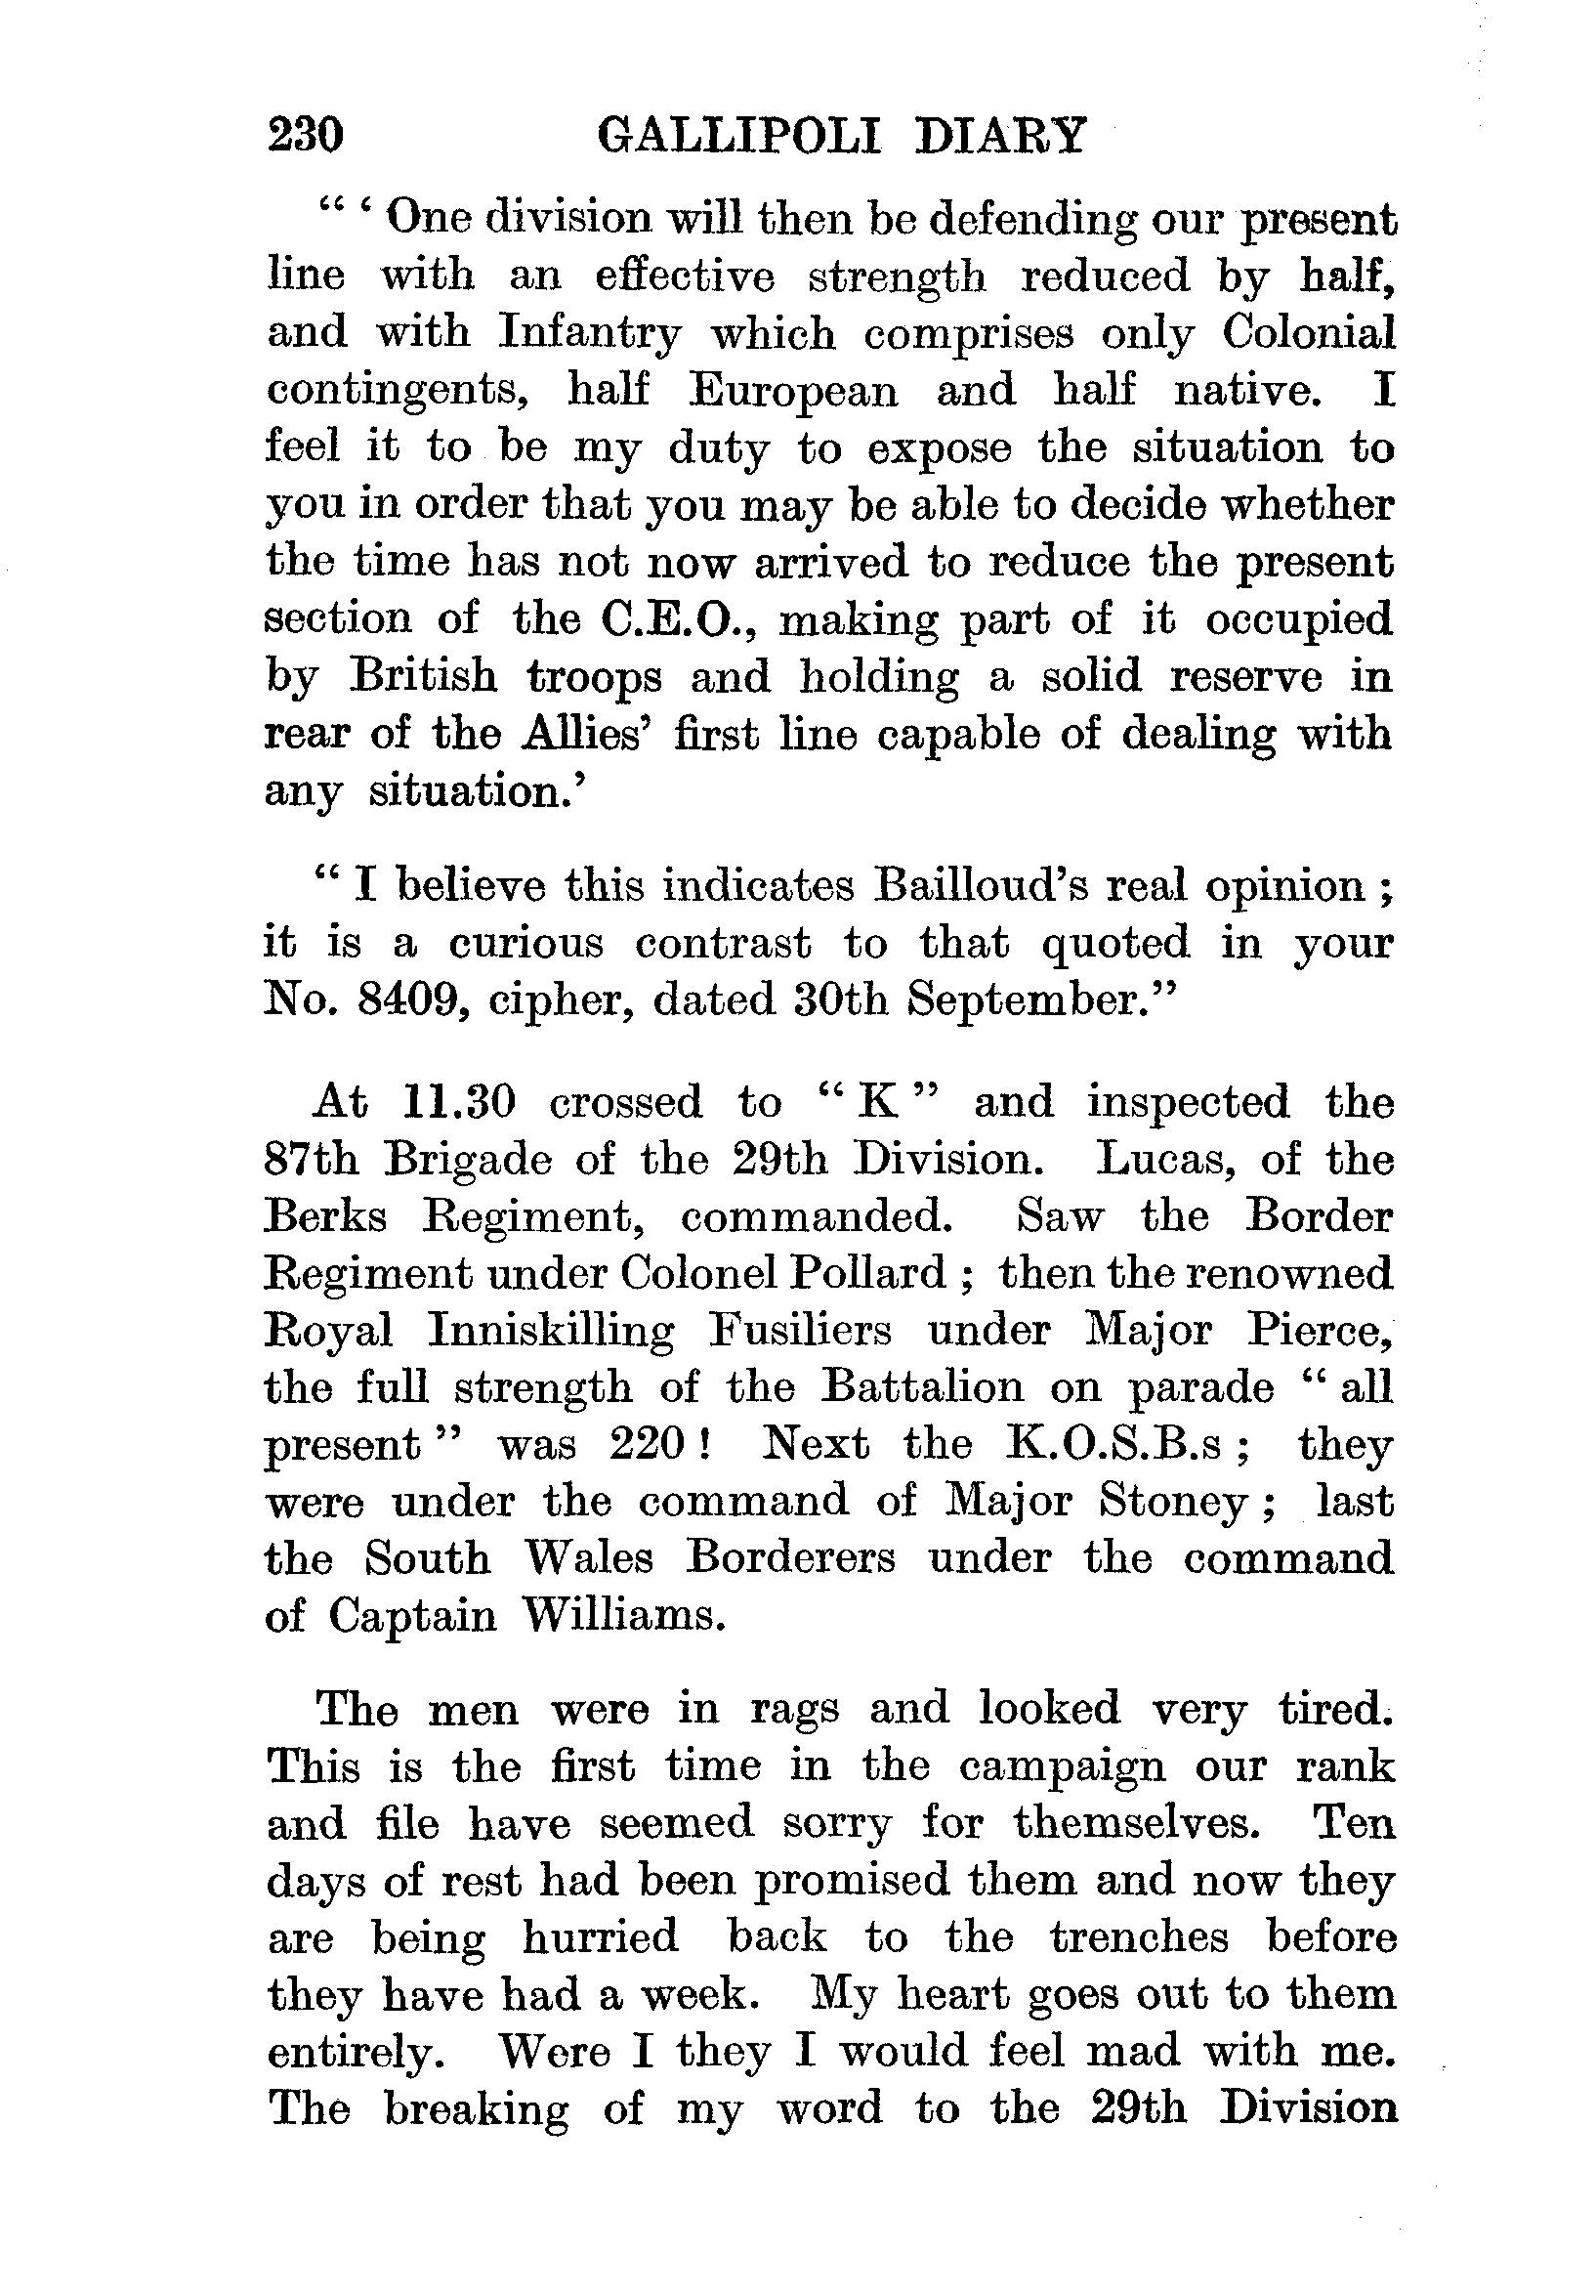 230 GALLIPOLI DIARY
“ ‘ One division will then be defending our present
line with an effective strength reduced by half,
and with Infantry which comprises only Colonial
contingents, half European and half native. I
feel it to be my duty to expose the situation to
you in order that you may be able to decide whether
the time has not now arrived to reduce the present
section of the C.E.O., making part of it occupied
by British troops and holding a solid reserve in
rear of the Allies’ first line capable of dealing with
any situation.’
“ I believe this indicates Bailloud’s real opinion ;
it is a curious contrast to that quoted in your
No. 8409, cipher, dated 30th September.”
At 11.30 crossed to “ K ” and inspected the
87th Brigade of the 29th Division. Lucas, of the
Berks Regiment, commanded. Saw the Border
Regiment under Colonel Pollard ; then the renowned
Royal Inniskilling Fusiliers under Major Pierce,
the full strength of the Battalion on parade “ all
present ” was 220 ! Next the K.O.S.B.s ; they
were under the command of Major Stoney ; last
the South Wales Borderers under the command
of Captain Williams.
The men were in rags and looked very tired.
This is the first time in the campaign our rank
and file have seemed sorry for themselves. Ten
days of rest had been promised them and now they
are being hurried back to the trenches before
they have had a week. My heart goes out to them
entirely. Were I they I would feel mad with me.
The breaking of my word to the 29th Division